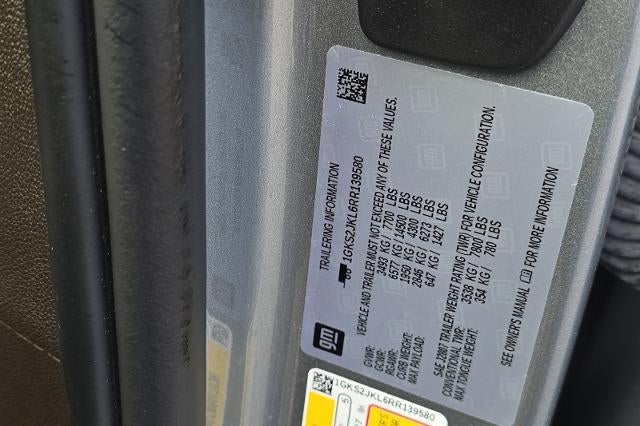 TRAILERING INFORMATION
1GKS2JKL6RR139580
VEHICLE AND TRAILER MUST NOT EXCEED ANY OF THESE VALUES.
GVWR: 3493 KG/ 7700 LBS
GCWR: 6577 KG/ 14500 LBS
RGAWR: 1950 KG/ 4300 LBS
CURB WEIGHT: 2846 KG/ 6273 LBS
MAX PAYLOAD: 647 KG/ 1427 LBS
SAE J2807 TRAILER WEIGHT RATING (TWR) FOR VEHICLE CONFIGURATION.
CONVENTIONAL TWR: 3538 KG/ 7800 LBS
MAX TONGUE WEIGHT: 354 KG/ 780 LBS
SEE OWNER'S MANUAL FOR MORE INFORMATION
gm
1GKS2JKL6RR139580